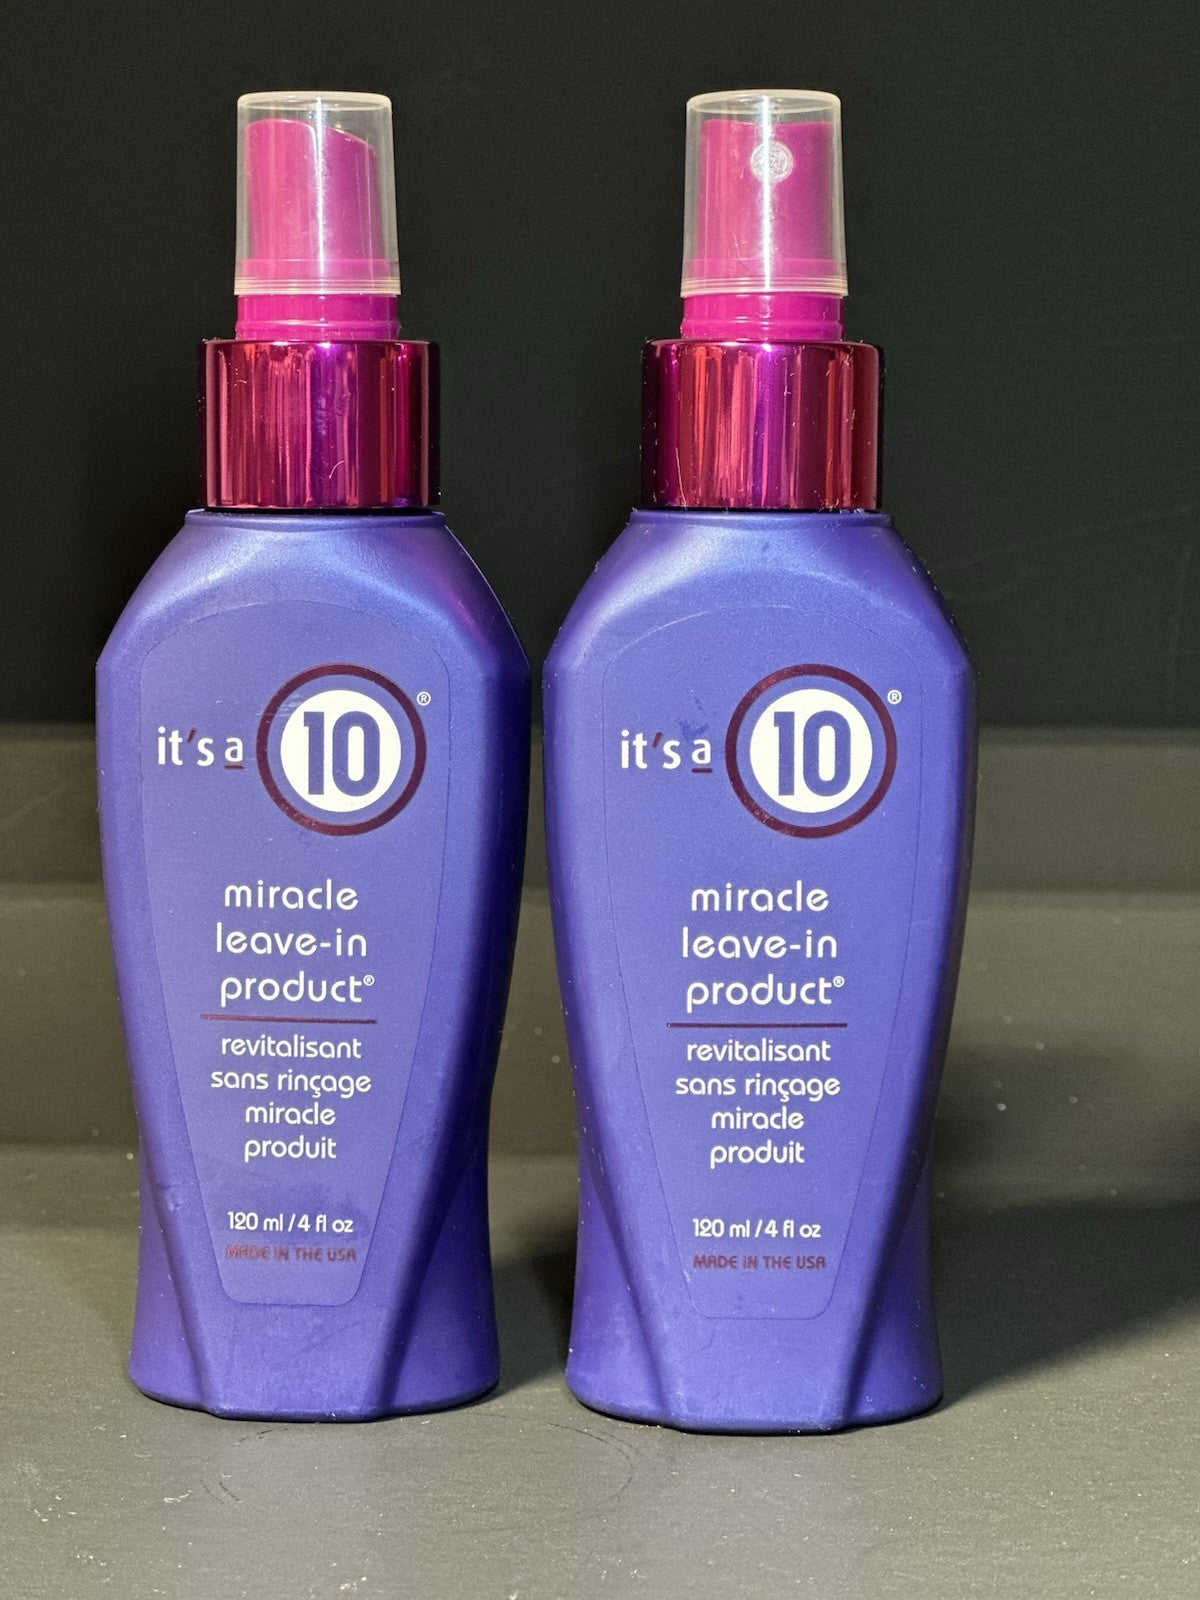 it's a 10®
miracle
leave-in
product®
revitalisant
sans rinçage
miracle
produit
120 ml / 4 fl oz
MADE IN THE USA
it's a 10®
miracle
leave-in
product®
revitalisant
sans rinçage
miracle
produit
120 ml / 4 fl oz
MADE IN THE USA